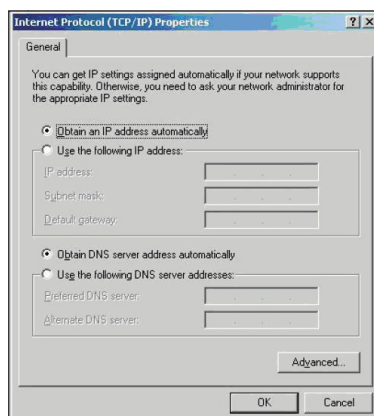 Internet Protocol (TCP/IP) Properties
General
You can get IP settings assigned automatically if your network supports
this capability. Otherwise, you need to ask your network administrator for
the appropriate IP settings.
Obtain an IP address automatically
Use the following IP address:
IP address:
Subnet mask:
Default gateway:
Obtain DNS server address automatically
Use the following DNS server addresses:
Preferred DNS server:
Alternate DNS server:
Advanced...
OK
Cancel